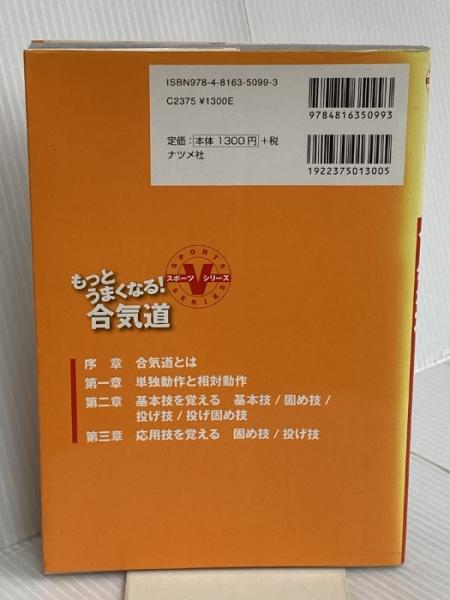 ISBN978-4-8163-5099-3
C2375 ¥1300E
定価：本体1300円＋税
ナツメ社
9784816350993
1922375013005
もっと
うまくなる！
合気道
SPORTS
スポーツ V シリーズ
SERIES
序　章　合気道とは
第一章　単独動作と相対動作
第二章　基本技を覚える　基本技 / 固め技 /
投げ技 / 投げ固め技
第三章　応用技を覚える　固め技 / 投げ技